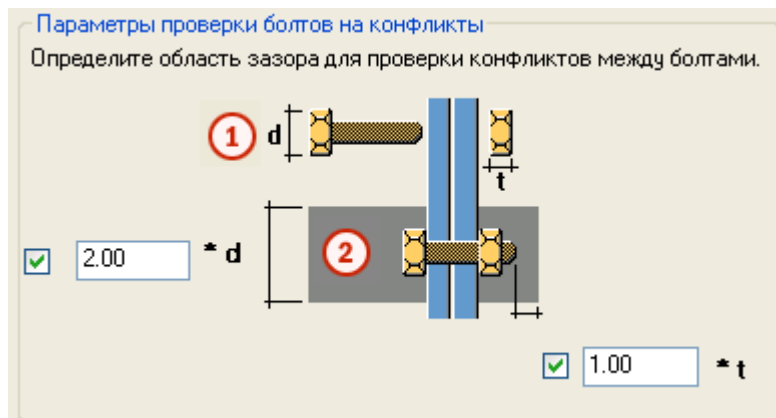 Параметры проверки болтов на конфликты
Определите область зазора для проверки конфликтов между болтами.
1 d
t
2.00 * d 2
1.00 * t